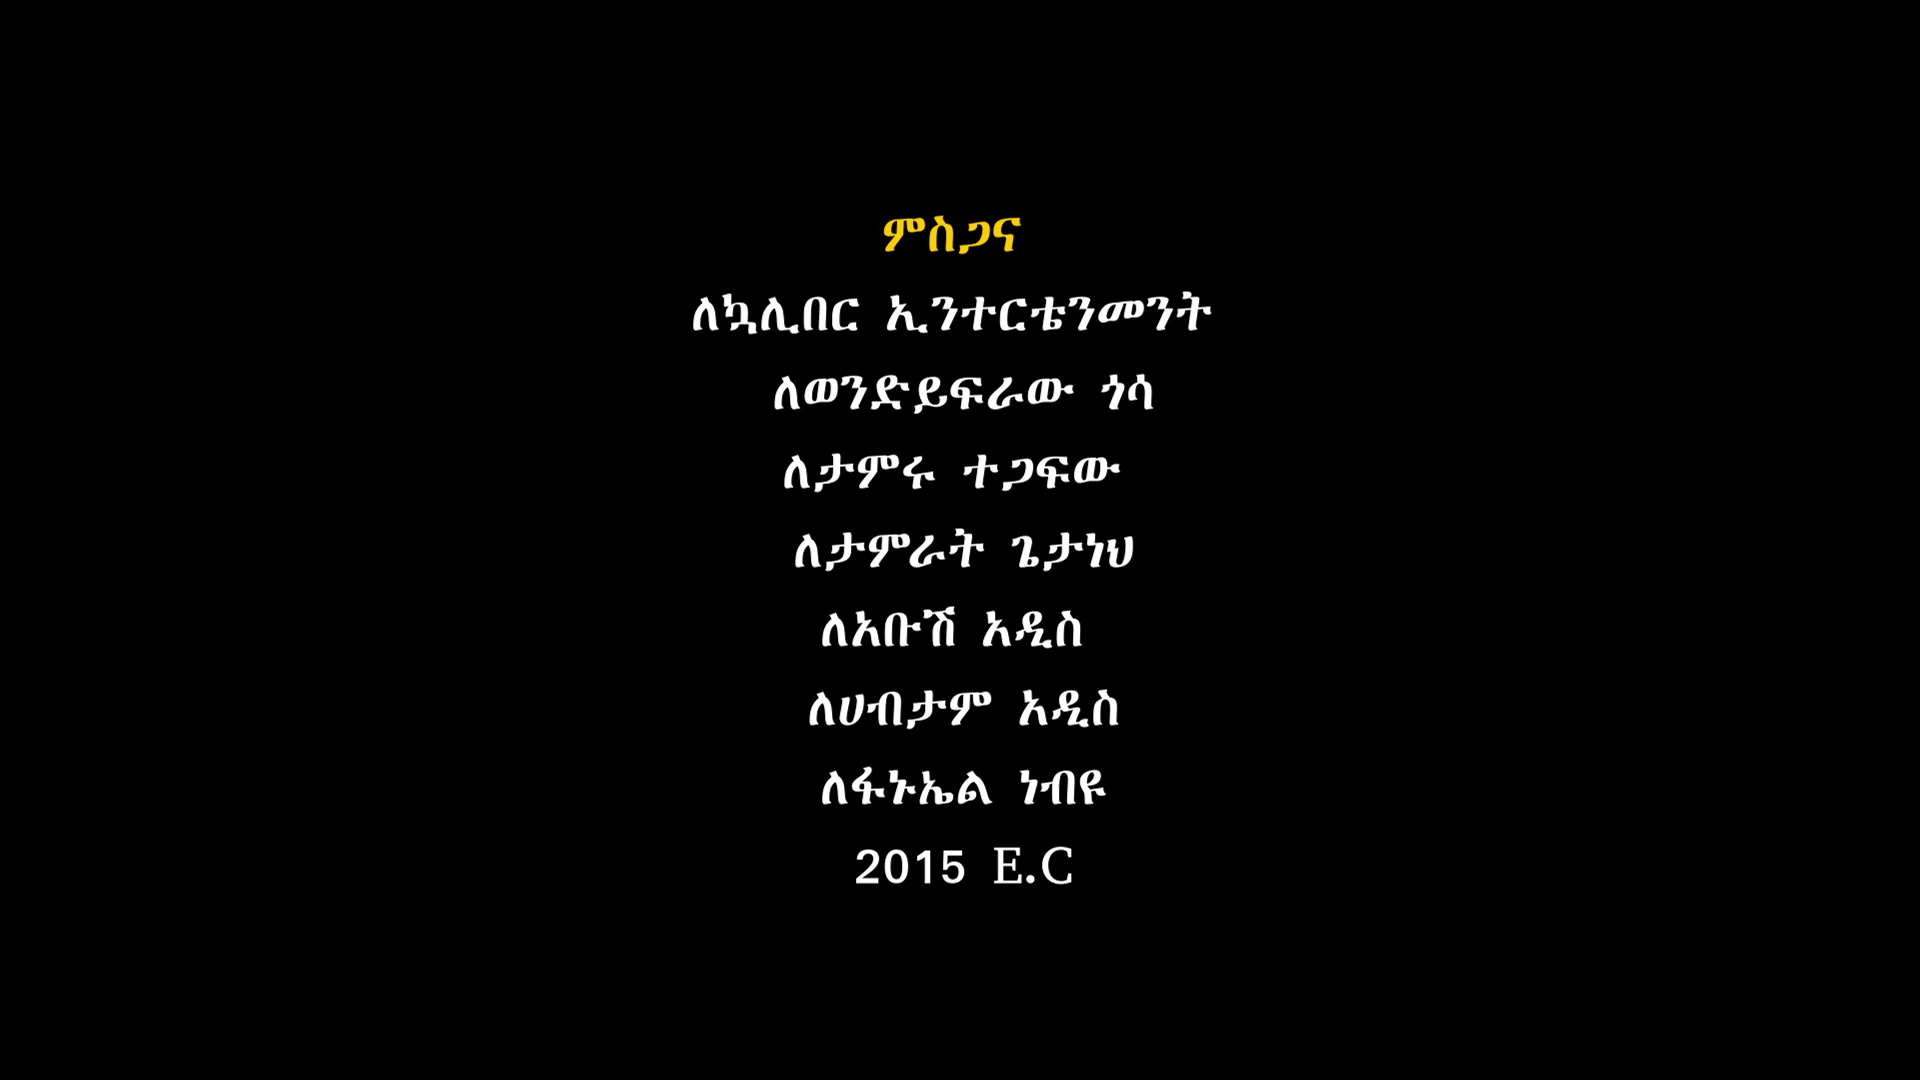 ምስጋና
ለኳሊበር ኢንተርቴንመንት
ለወንድይፍራው ጎሳ
ለታምሩ ተጋፍው
ለታምራት ጌታነህ
ለአቡሽ አዲስ
ለሀብታም አዲስ
ለፋኑኤል ነብዩ
2015 E.C